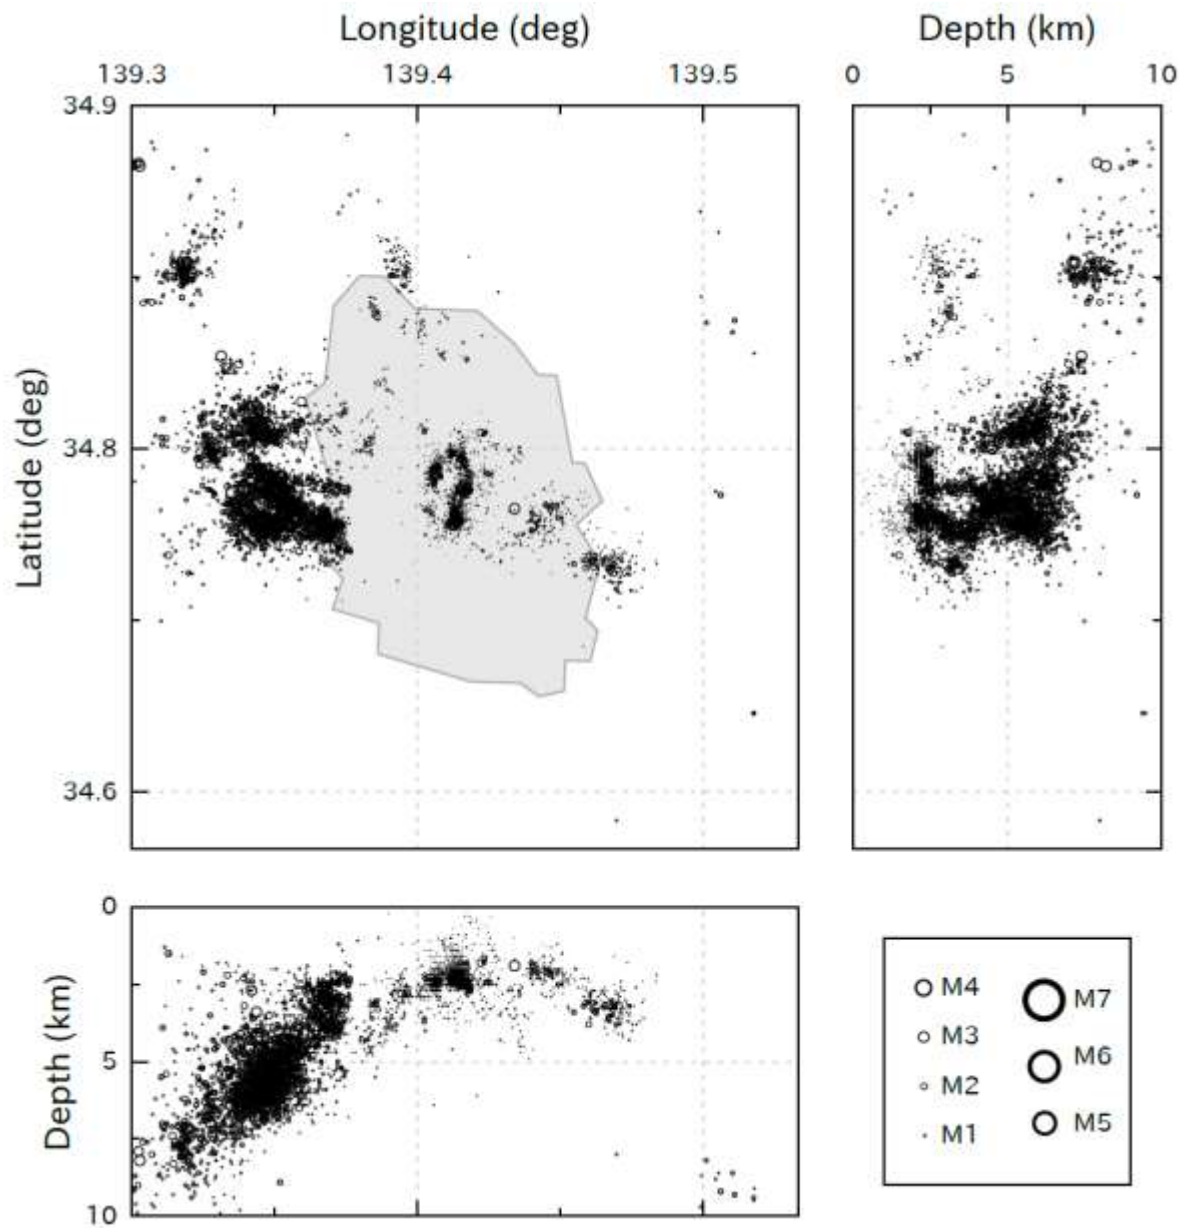 Longitude (deg)
Depth (km)
139.3
139.4
139.5
0
5
10
34.9
34.8
34.6
Latitude (deg)
0
5
10
Depth (km)
M4
M3
M2
M1
M7
M6
M5